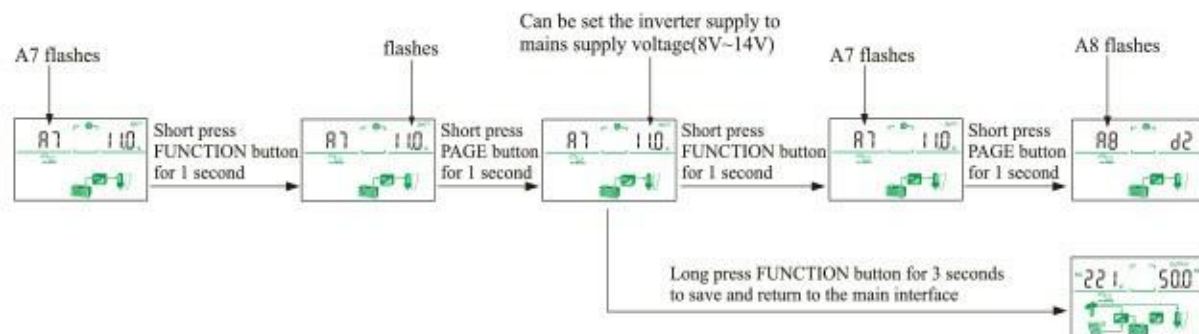 Can be set the inverter supply to
mains supply voltage(8V~14V)
A7 flashes
flashes
A7 flashes
A8 flashes
A7 11.0
Short press
FUNCTION button
for 1 second
A7 11.0
Short press
PAGE button
for 1 second
A7 11.0
Short press
FUNCTION button
for 1 second
A7 11.0
Short press
PAGE button
for 1 second
A8 d2
Long press FUNCTION button for 3 seconds
to save and return to the main interface
221. 50.0